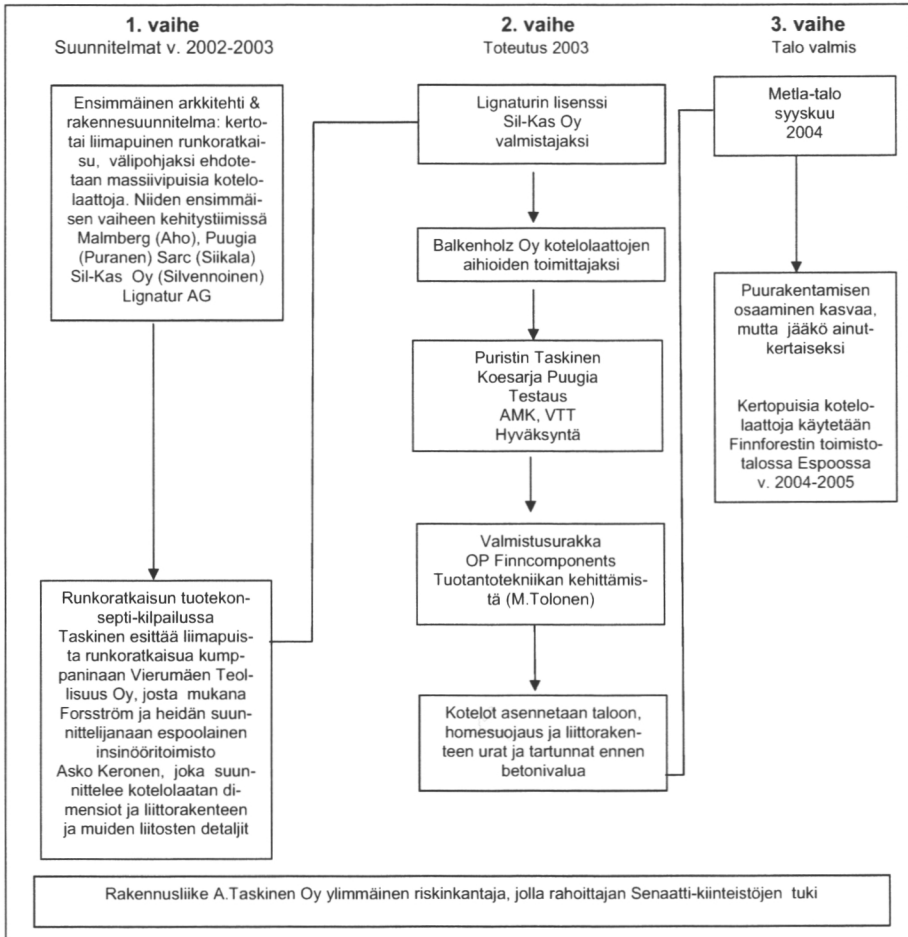 1. vaihe
Suunnitelmat v. 2002-2003
Ensimmäinen arkkitehti &
rakennesuunnitelma: kerto-
tai liimapuinen runkoratkai-
su, välipohjaksi ehdote-
taan massiivipuisia kotelo-
laattoja. Niiden ensimmäi-
sen vaiheen kehitystiimissä
Malmberg (Aho), Puugia
(Puranen) Sarc (Siikala)
Sil-Kas Oy (Silvennoinen)
Lignatur AG
Runkoratkaisun tuotekon-
septi-kilpailussa
Taskinen esittää liimapuis-
ta runkoratkaisua kump-
paninaan Vierumäen Teol-
lisuus Oy, josta mukana
Forsström ja heidän suun-
nittelijanaan espoolainen
insinööritoimisto
Asko Keronen, joka suun-
nittelee kotelolaatan di-
mensiot ja liittorakenteen
ja muiden liitosten detaljit
2. vaihe
Toteutus 2003
Lignaturin lisenssi
Sil-Kas Oy
valmistajaksi
Balkenholz Oy kotelolaattojen
aihioiden toimittajaksi
Puristin Taskinen
Koesarja Puugia
Testaus
AMK, VTT
Hyväksyntä
Valmistusurakka
OP Finncomponents
Tuotantotekniikan kehittämis-
tä (M.Tolonen)
Kotelot asennetaan taloon,
homesuojaus ja liittoraken-
teen urat ja tartunnat ennen
betonivalua
3. vaihe
Talo valmis
Metla-talo
syyskuu
2004
Puurakentamisen
osaaminen kasvaa,
mutta jääkö ainut-
kertaiseksi
Kertopuisia kotelo-
laattoja käytetään
Finnforestin toimisto-
talossa Espoossa
v. 2004-2005
Rakennusliike A.Taskinen Oy ylimmäinen riskinkantaja, jolla rahoittajan Senaatti-kiinteistöjen tuki